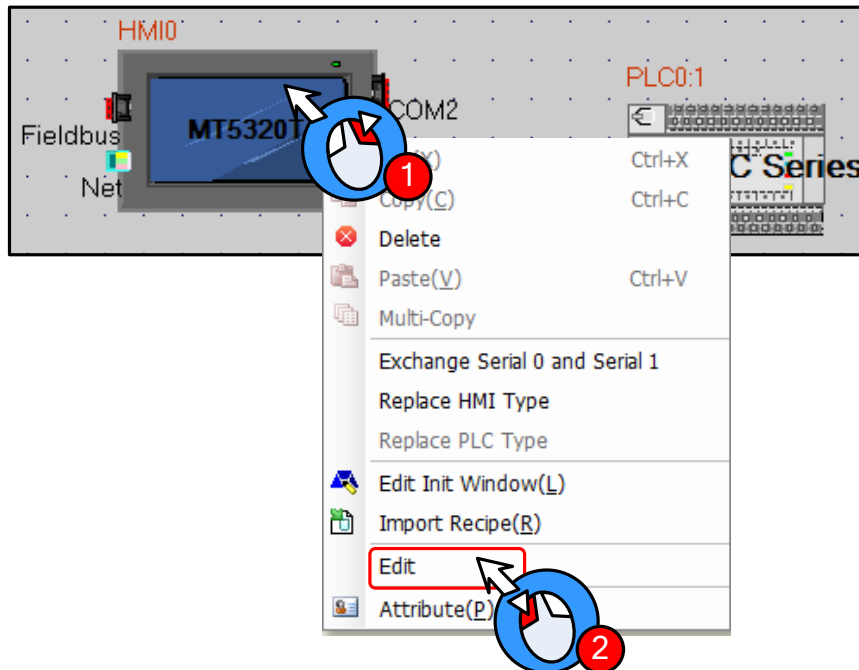 HMI0
PLC0:1
COM2
Fieldbus
MT5320T
Net
C Series
1
(X) Ctrl+X
Copy(C) Ctrl+C
Delete
Paste(V) Ctrl+V
Multi-Copy
Exchange Serial 0 and Serial 1
Replace HMI Type
Replace PLC Type
Edit Init Window(L)
Import Recipe(R)
Edit
Attribute(P)
2